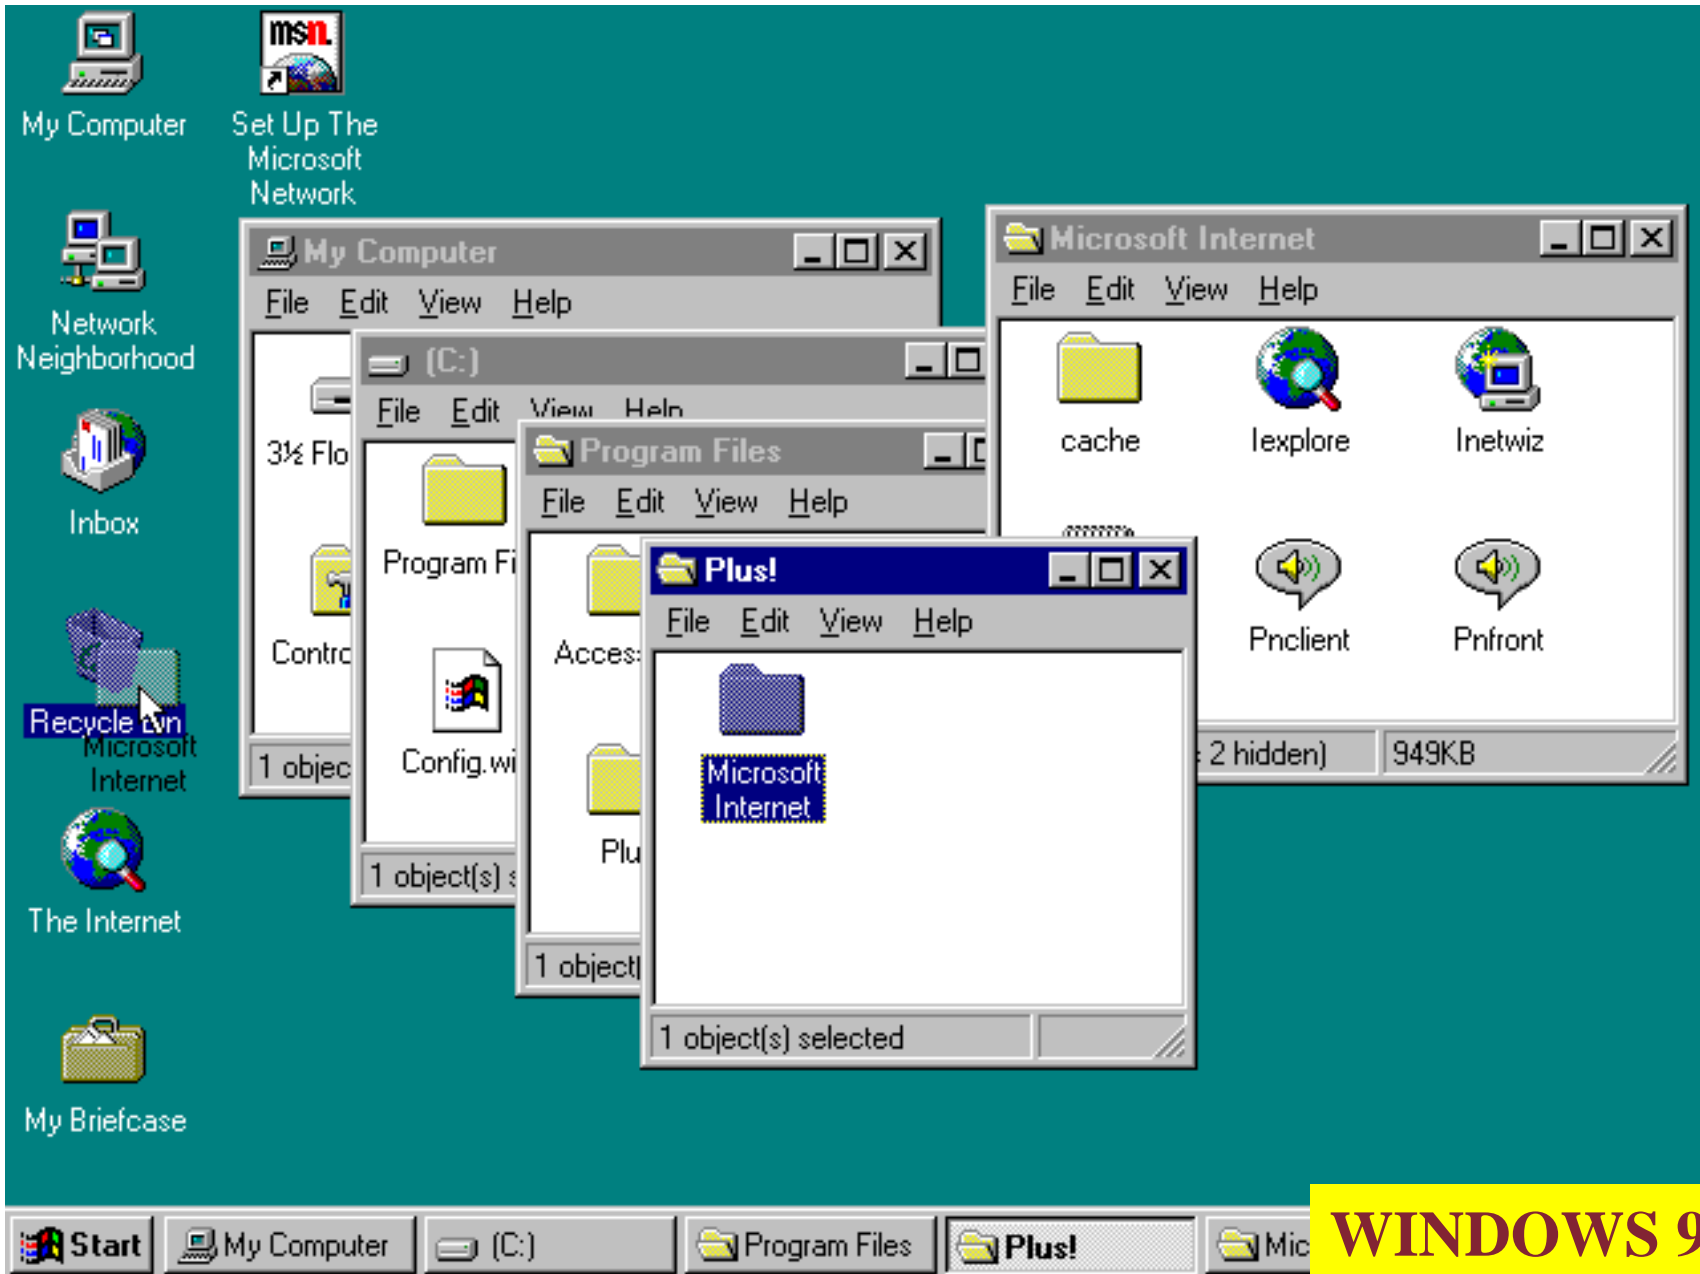 msn.
My Computer
Set Up The
Microsoft
Network
Network
Neighborhood
Inbox
Recycle
Microsoft
Internet
The Internet
My Briefcase
My Computer
File Edit View Help
3½ Flo
Contro
1 objec
(C:)
File Edit View Help
Program Fi
Config.wi
1 object(s) s
Program Files
File Edit View Help
Access
Plu
1 object(
Plus!
File Edit View Help
Microsoft
Internet
1 object(s) selected
Microsoft Internet
File Edit View Help
cache Iexplore Inetwiz
Pnclient Pnfront
2 hidden) 949KB
Start My Computer (C:) Program Files Plus! Mic
WINDOWS 9